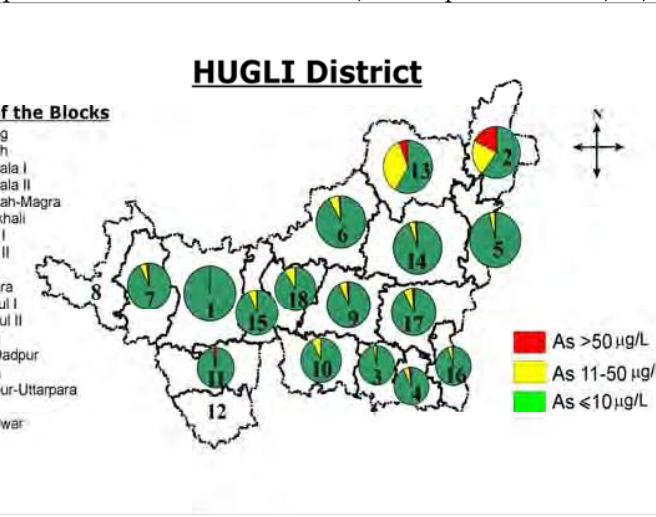 HUGLI District
f the Blocks
g
h
ala I
ala II
ah-Magra
khali
I
II
ra
ul I
ul II
Dadpur
ur-Uttarpara
war
N
13
2
6
14
5
8
7
1
15
18
9
17
11
10
3
4
16
12
As >50 µg/L
As 11-50 µg/
As ⩽10 µg/L